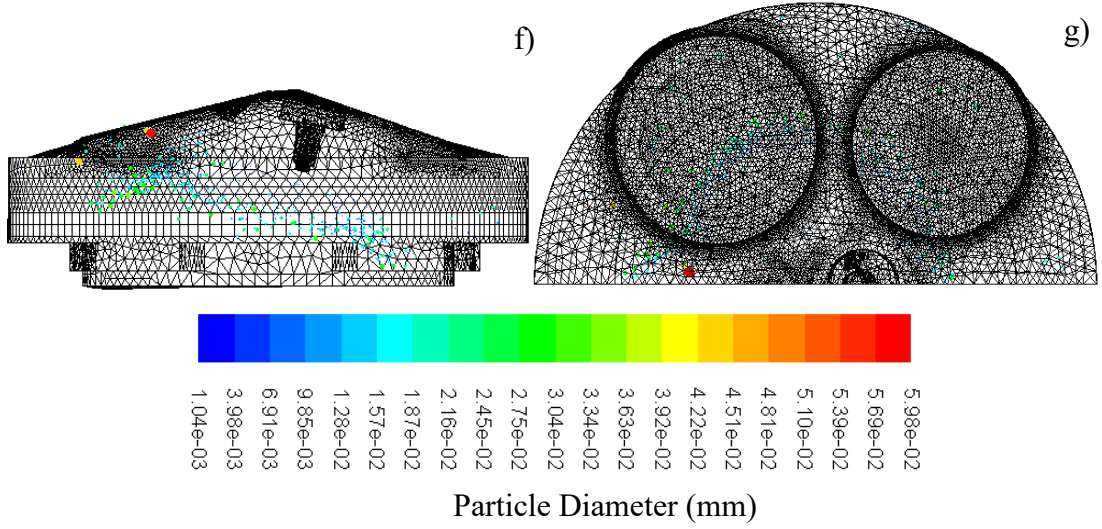 f)
g)
1.04e-03
3.98e-03
6.91e-03
9.85e-03
1.28e-02
1.57e-02
1.87e-02
2.16e-02
2.45e-02
2.75e-02
3.04e-02
3.34e-02
3.63e-02
3.92e-02
4.22e-02
4.51e-02
4.81e-02
5.10e-02
5.39e-02
5.69e-02
5.98e-02
Particle Diameter (mm)